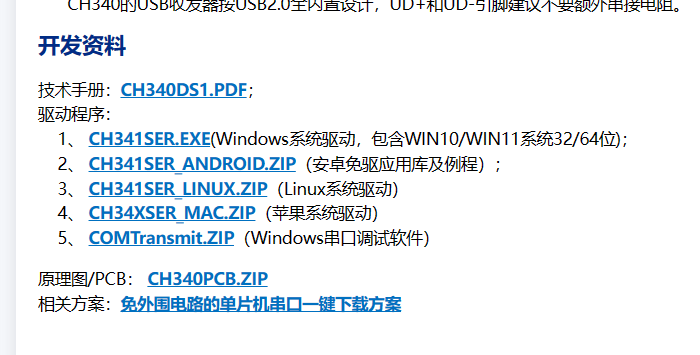 CH340的USB收发器按USB2.0全内置设计，UD+和UD-引脚建议不要额外串接电阻。
开发资料
技术手册：CH340DS1.PDF；
驱动程序：
1、 CH341SER.EXE(Windows系统驱动，包含WIN10/WIN11系统32/64位)；
2、 CH341SER_ANDROID.ZIP（安卓免驱应用库及例程）；
3、 CH341SER_LINUX.ZIP（Linux系统驱动）
4、 CH34XSER_MAC.ZIP（苹果系统驱动）
5、 COMTransmit.ZIP（Windows串口调试软件）
原理图/PCB： CH340PCB.ZIP
相关方案：免外围电路的单片机串口一键下载方案